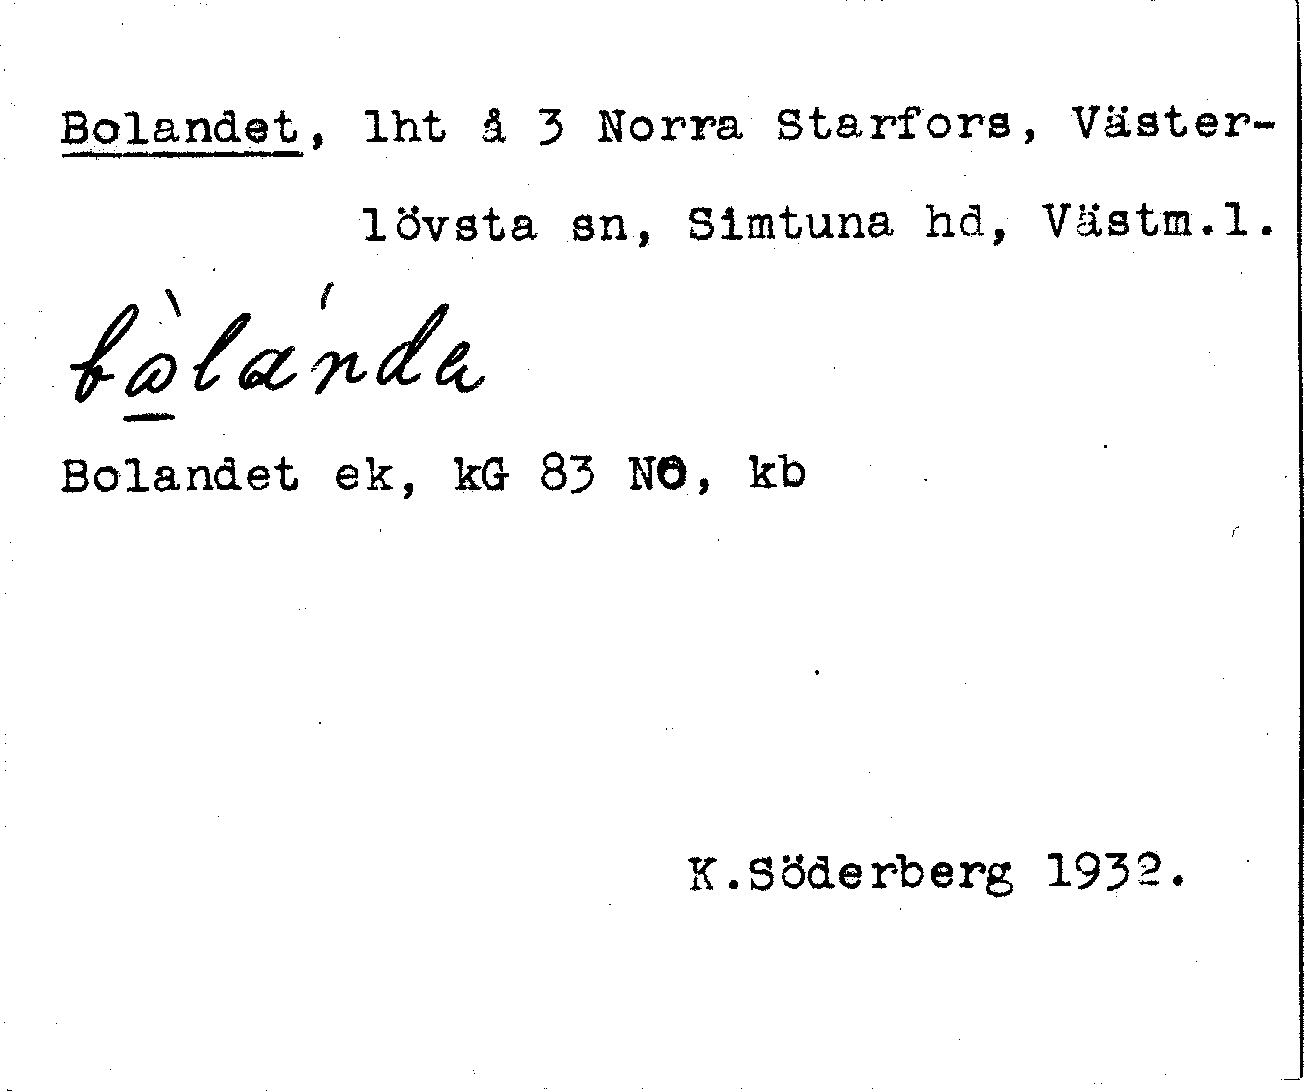 Bolandet, lht å 3 Norra Starfors, Väster-
lövsta sn, Simtuna hd, Västm.l.
bòlánda
Bolandet ek, kG 83 NO, kb
K.Söderberg 1932.